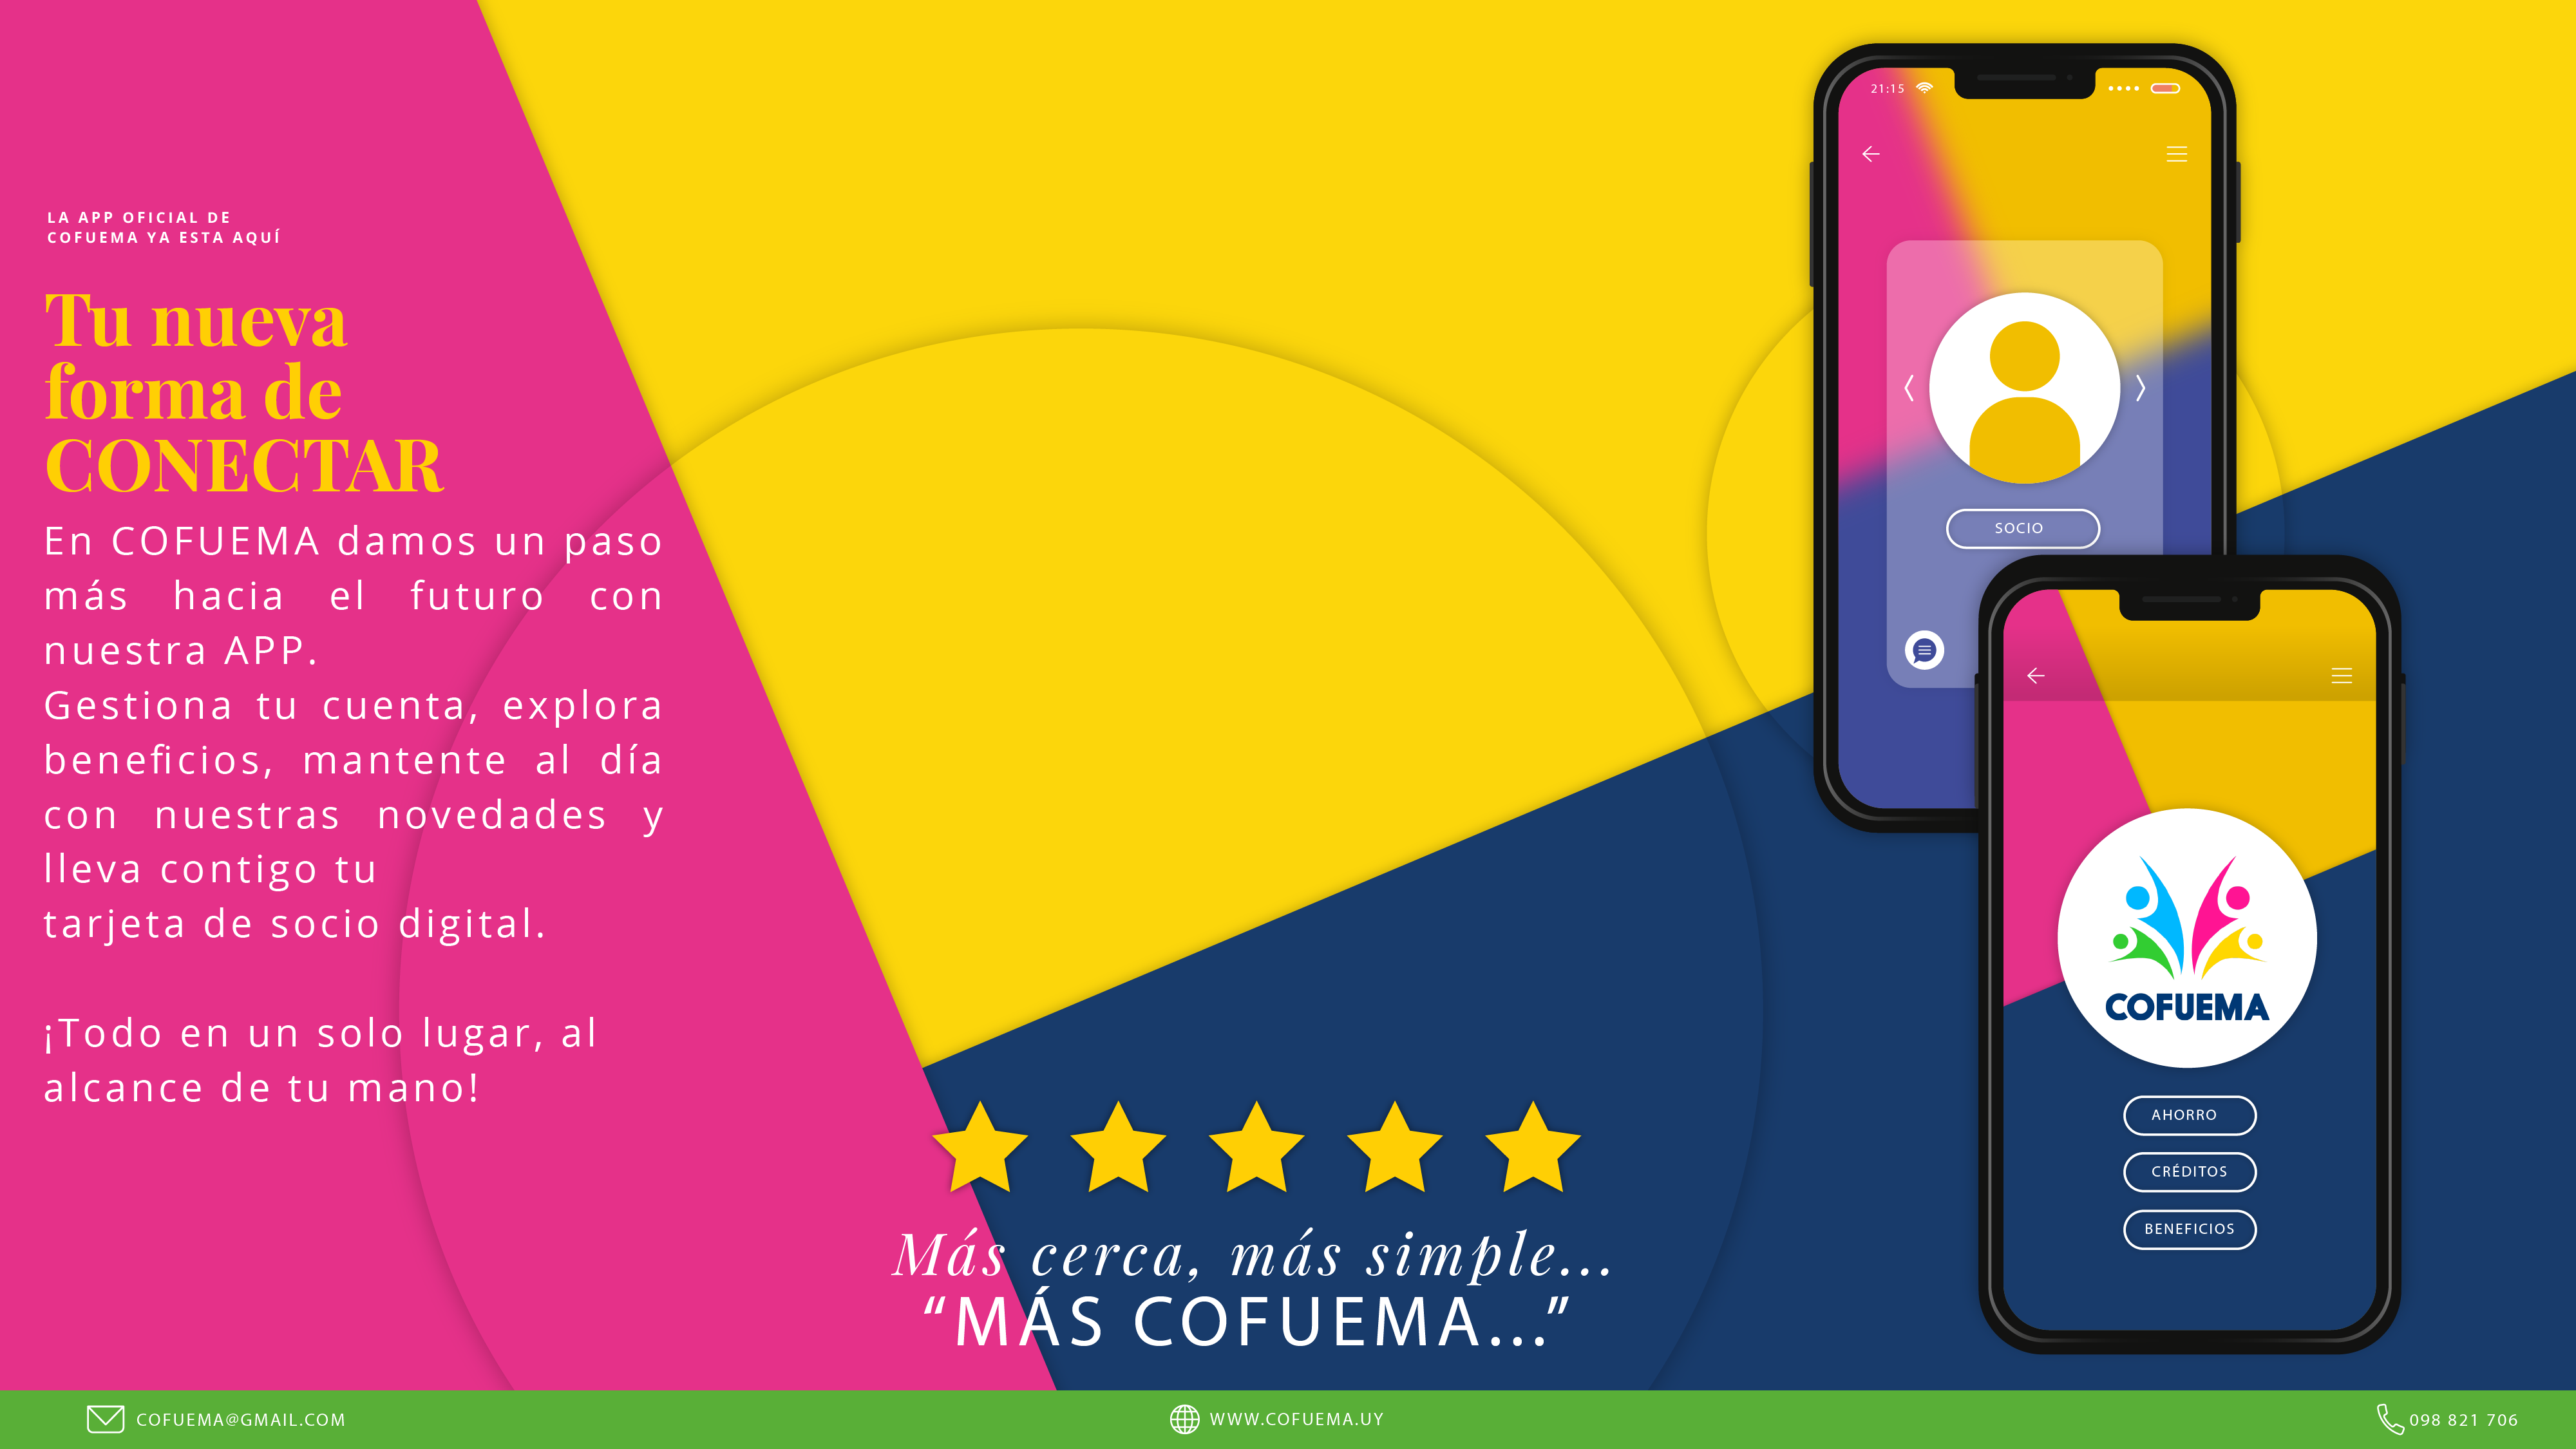 LA APP OFICIAL DE
COFUEMA YA ESTA AQUÍ
Tu nueva
forma de
CONECTAR
En COFUEMA damos un paso
más hacia el futuro con
nuestra APP.
Gestiona tu cuenta, explora
beneficios, mantente al día
con nuestras novedades y
lleva contigo tu
tarjeta de socio digital.
¡Todo en un solo lugar, al
alcance de tu mano!
Más cerca, más simple...
“MÁS COFUEMA...”
21:15
SOCIO
COFUEMA
AHORRO
CRÉDITOS
BENEFICIOS
COFUEMA@GMAIL.COM
WWW.COFUEMA.UY
098 821 706